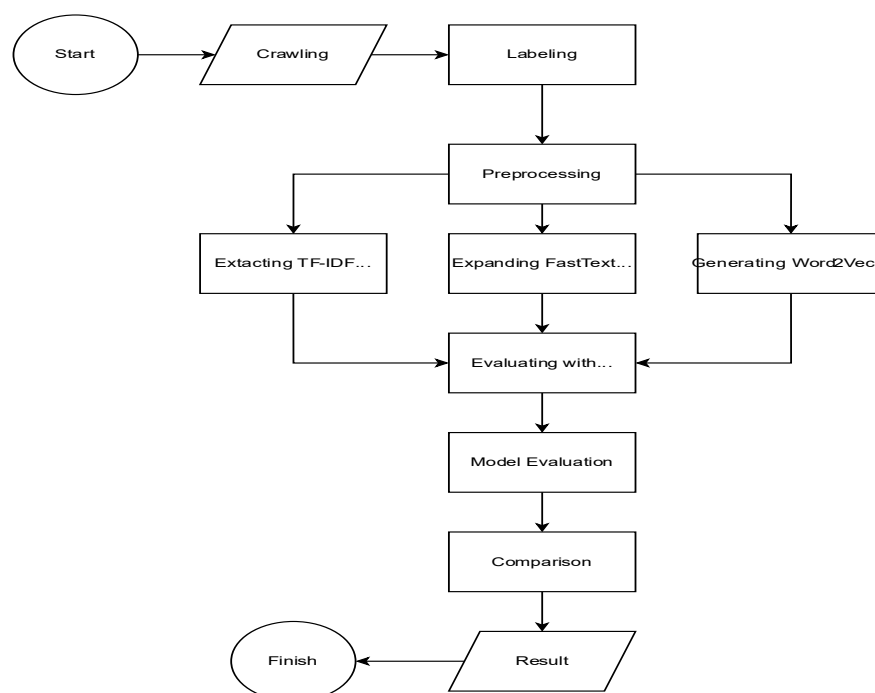 Start
Crawling
Labeling
Preprocessing
Extacting TF-IDF...
Expanding FastText...
Generating Word2Vec
Evaluating with...
Model Evaluation
Comparison
Finish
Result